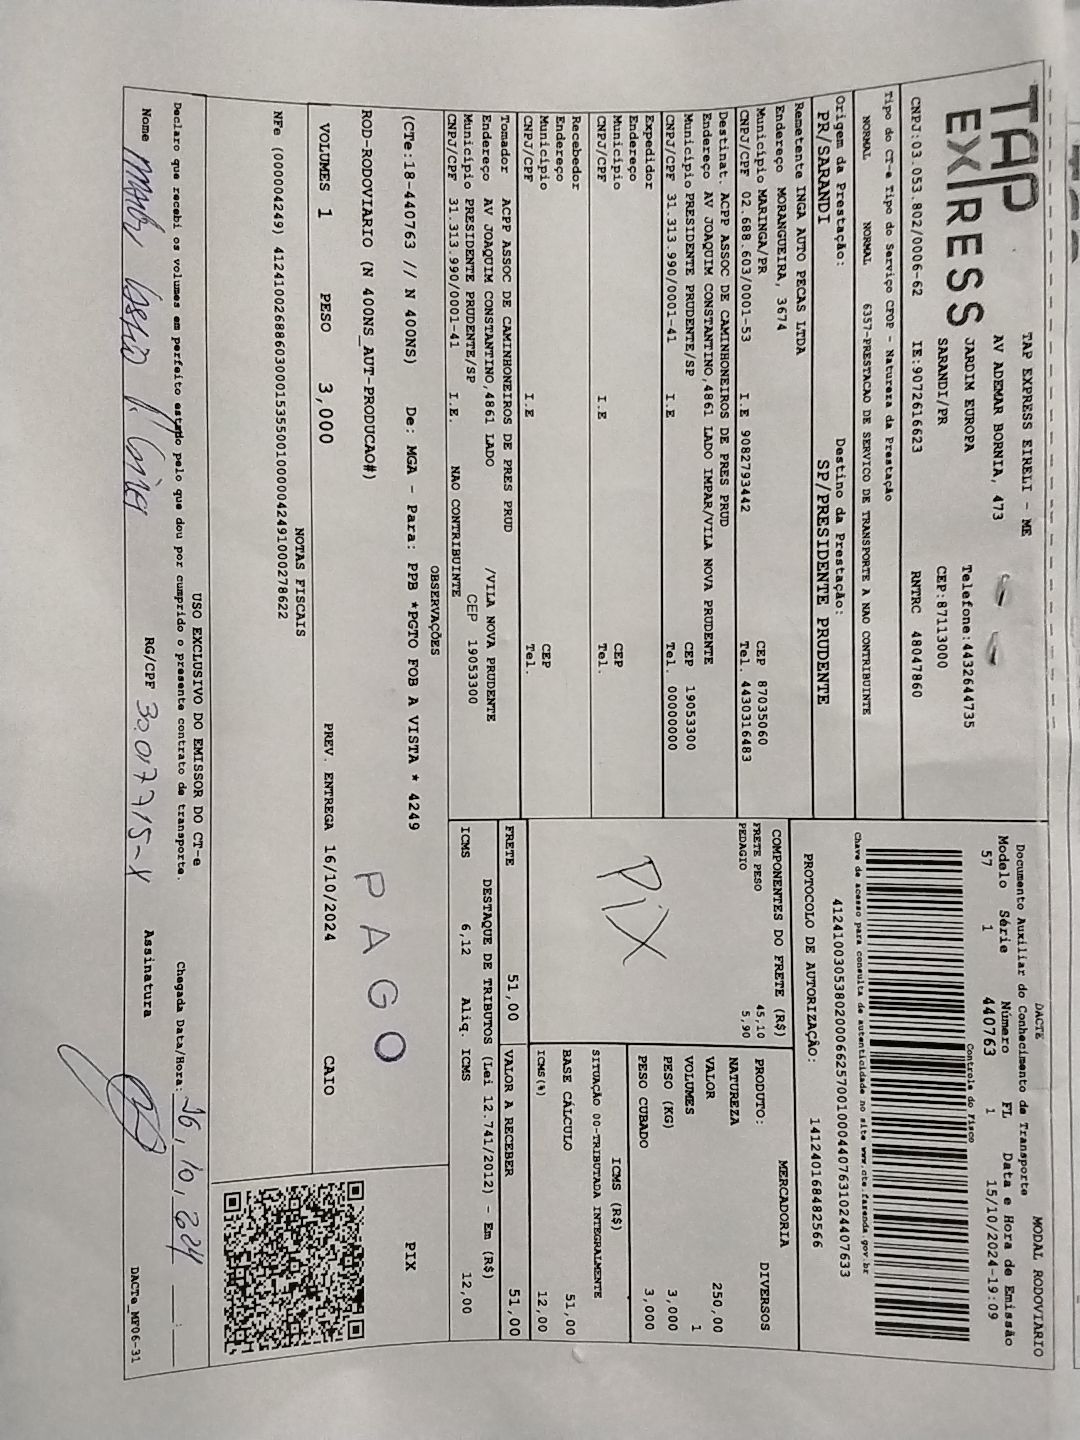 TAP
EX/RESS
TAP EXPRESS EIRELI - ME
AV ADEMAR BORNIA, 473
JARDIM EUROPA
SARANDI/PR
Telefone:4432644735
CEP:87113000
CNPJ:03.053.802/0006-62 IE:9072616623 RNTRC 48047860
Tipo do CT-e Tipo do Serviço CFOP - Natureza da Prestação
NORMAL NORMAL 6357-PRESTACAO DE SERVICO DE TRANSPORTE A NAO CONTRIBUINTE
Origem da Prestação: Destino da Prestação:
PR/SARANDI SP/PRESIDENTE PRUDENTE
Remetente INGA AUTO PECAS LTDA
Endereço MORANGUEIRA, 3674
Município MARINGA/PR CEP 87035060
CNPJ/CPF 02.688.603/0001-53 I.E 9082793442 Tel. 4430316483
Destinat. ACPP ASSOC DE CAMINHONEIROS DE PRES PRUD
Endereço AV JOAQUIM CONSTANTINO,4861 LADO IMPAR/VILA NOVA PRUDENTE
Município PRESIDENTE PRUDENTE/SP CEP 19053300
CNPJ/CPF 31.313.990/0001-41 I.E Tel. 00000000
Expedidor
Endereço
Município CEP
CNPJ/CPF I.E Tel.
Recebedor
Endereço
Município CEP
CNPJ/CPF I.E Tel.
Tomador ACPP ASSOC DE CAMINHONEIROS DE PRES PRUD
Endereço AV JOAQUIM CONSTANTINO,4861 LADO /VILA NOVA PRUDENTE
Município PRESIDENTE PRUDENTE/SP CEP 19053300
CNPJ/CPF 31.313.990/0001-41 I.E. NAO CONTRIBUINTE
DACTE MODAL RODOVIARIO
Documento Auxiliar do Conhecimento de Transporte
Modelo Série Número FL Data e Hora de Emissão
57 1 440763 1 15/10/2024-19:09
Controle do Fisco
Chave de acesso para consulta de autenticidade no site www.cte.fazenda.gov.br
41241003053802000662570010004407631024407633
PROTOCOLO DE AUTORIZAÇÃO: 141240168482566
COMPONENTES DO FRETE (R$)
FRETE PESO 45,10
PEDAGIO 5,90
PIX
FRETE 51,00
MERCADORIA
PRODUTO: DIVERSOS
NATUREZA
VALOR 250,00
VOLUMES 1
PESO (KG) 3,000
PESO CUBADO 3,000
ICMS (R$)
SITUAÇÃO 00-TRIBUTADA INTEGRALMENTE
BASE CÁLCULO 51,00
ICMS(%) 12,00
VALOR A RECEBER 51,00
DESTAQUE DE TRIBUTOS (Lei 12.741/2012) - Em (R$)
ICMS 6,12 Aliq. ICMS 12,00
OBSERVAÇÕES
(CTe:18-440763 // N 400NS) De: MGA - Para: PPB *PGTO FOB A VISTA * 4249
ROD-RODOVIARIO (N 400NS_AUT-PRODUCAO#)
PAGO
PIX
VOLUMES 1 PESO 3,000 PREV. ENTREGA 16/10/2024 CAIO
NOTAS FISCAIS
NFe (000004249) 41241002688603000153550010000042491000278622
USO EXCLUSIVO DO EMISSOR DO CT-e
Declaro que recebi os volumes em perfeito estado pelo que dou por cumprido o presente contrato de transporte. Chegada Data/Hora: 16,10,24
Nome RG/CPF 30.017715-X Assinatura
DACTe_MF06-31